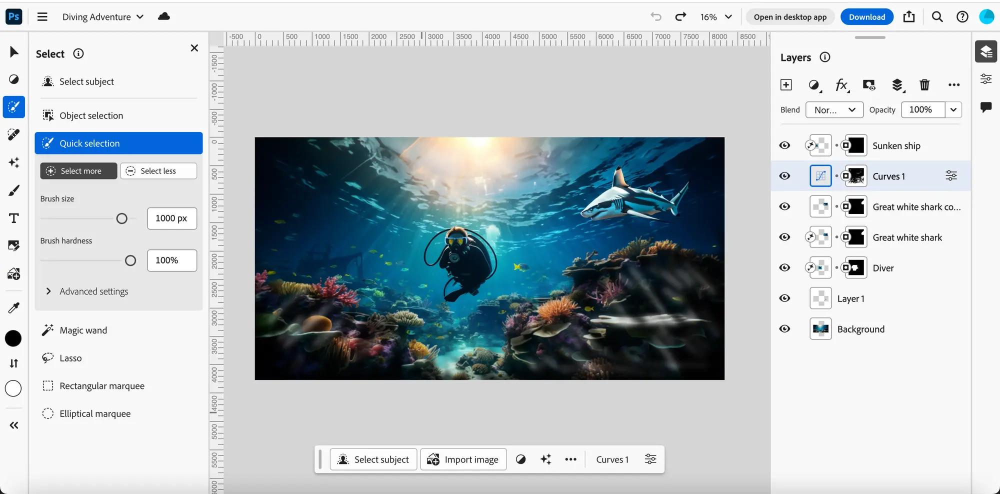 Ps
Diving Adventure
16%
Open in desktop app
Download
Select
Select subject
Object selection
Quick selection
Select more
Select less
Brush size
1000 px
Brush hardness
100%
Advanced settings
Magic wand
Lasso
Rectangular marquee
Elliptical marquee
-500 0 500 1000 1500 2000 2500 3000 3500 4000 4500 5000 5500 6000 6500 7000 7500 8000 8500
-1500
-1000
-500
0
500
1000
1500
2000
2500
3000
3500
4000
4500
5000
5500
Select subject
Import image
Curves 1
Layers
fx
Blend
Nor...
Opacity
100%
Sunken ship
Curves 1
Great white shark co...
Great white shark
Diver
Layer 1
Background